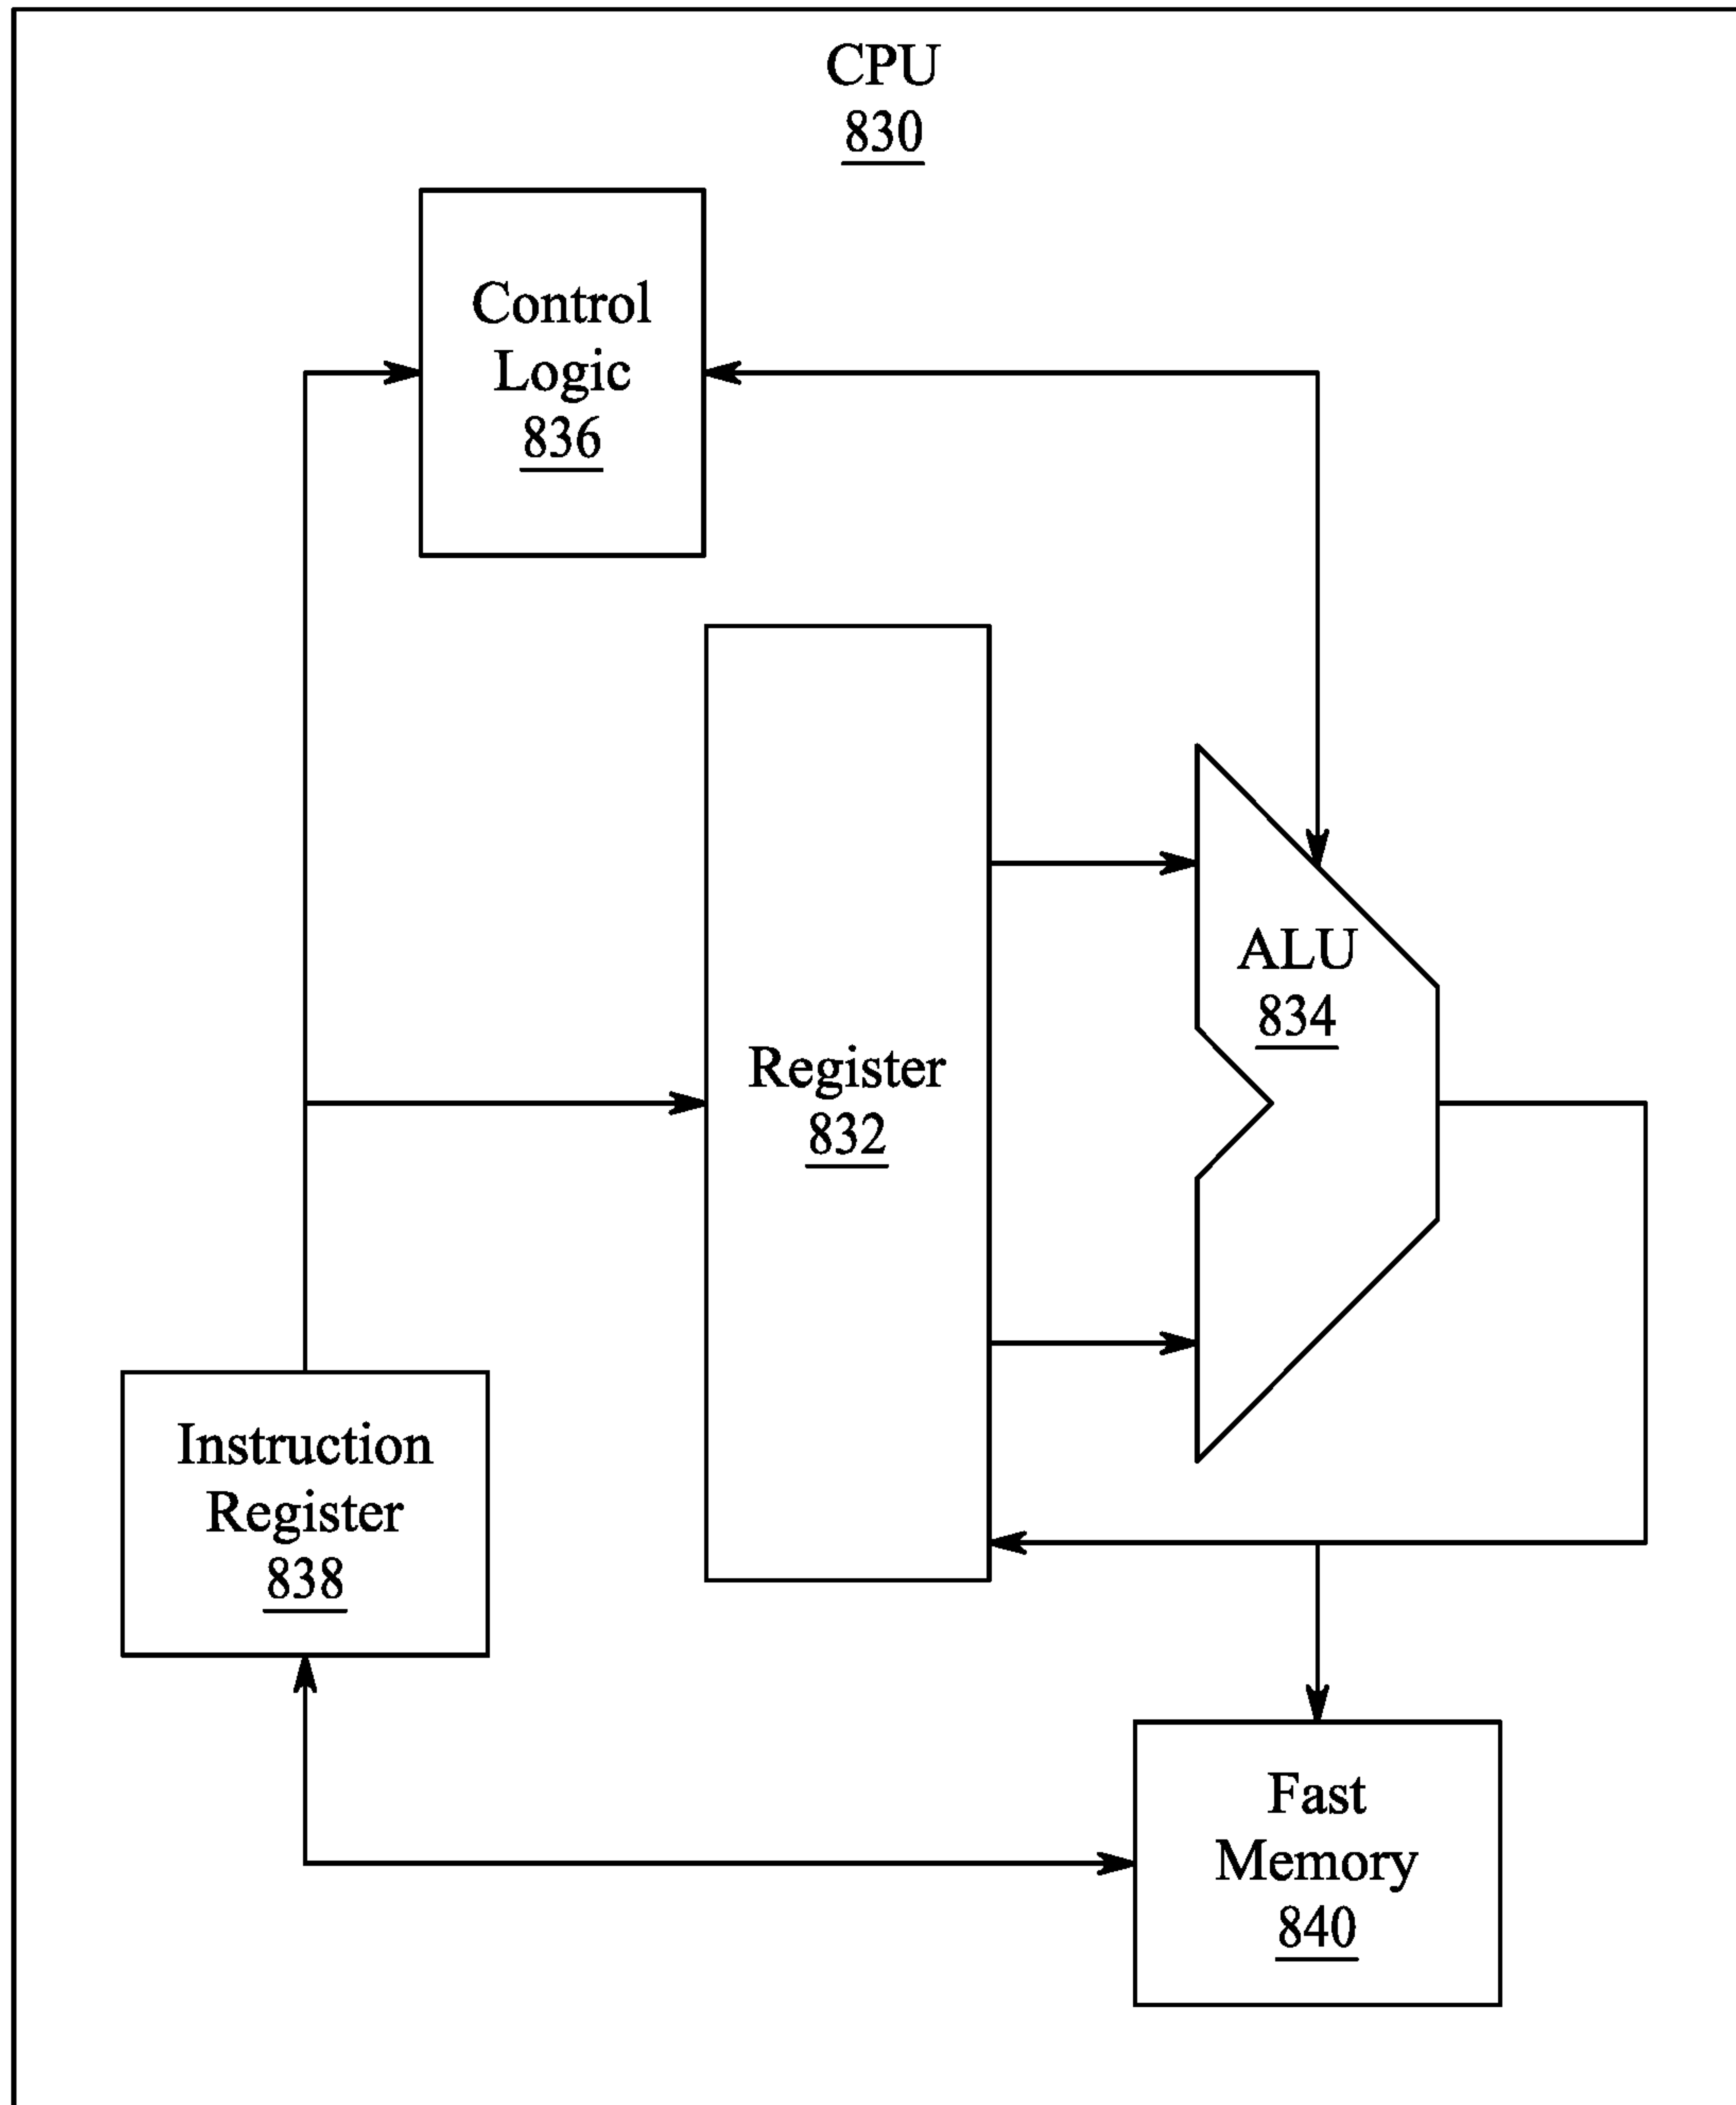 CPU
830
Control
Logic
836
ALU
834
Register
832
Instruction
Register
838
Fast
Memory
840